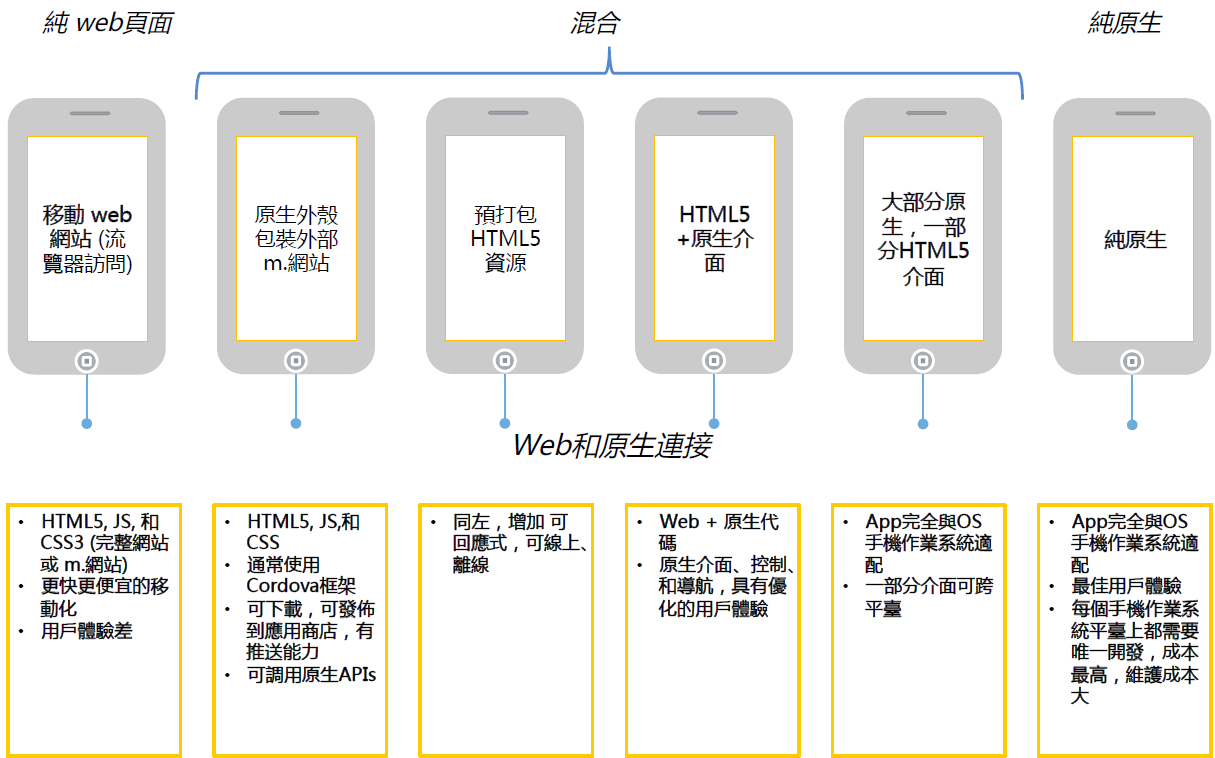 純 web頁面
混合
純原生
移動 web
網站 (流
覽器訪問)
原生外殼
包裝外部
m.網站
預打包
HTML5
資源
HTML5
+原生介
面
大部分原
生，一部
分HTML5
介面
純原生
Web和原生連接
• HTML5, JS, 和
CSS3 (完整網站
或 m.網站)
• 更快更便宜的移
動化
• 用戶體驗差
• HTML5, JS,和
CSS
• 通常使用
Cordova框架
• 可下載，可發佈
到應用商店，有
推送能力
• 可調用原生APIs
• 同左，增加 可
回應式，可線上、
離線
• Web + 原生代
碼
• 原生介面、控制、
和導航，具有優
化的用戶體驗
• App完全與OS
手機作業系統適
配
• 一部分介面可跨
平臺
• App完全與OS
手機作業系統適
配
• 最佳用戶體驗
• 每個手機作業系
統平臺上都需要
唯一開發，成本
最高，維護成本
大